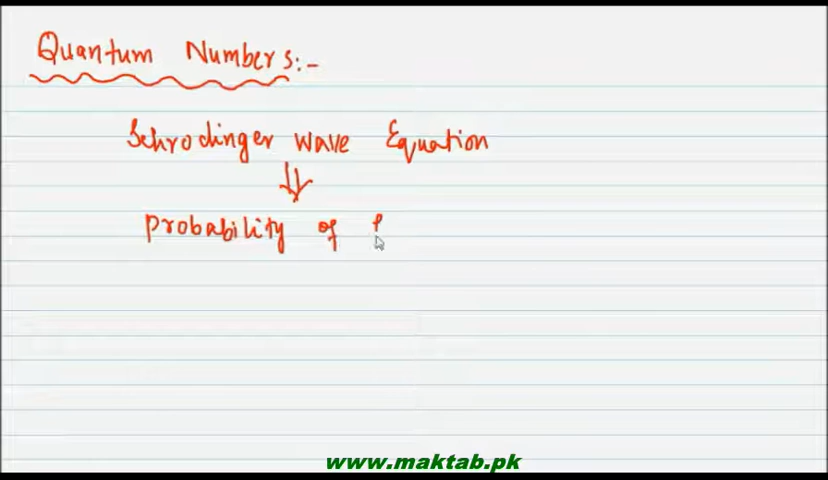 Quantum Numbers:-
Schrodinger wave Equation
Probability of
www.maktab.pk